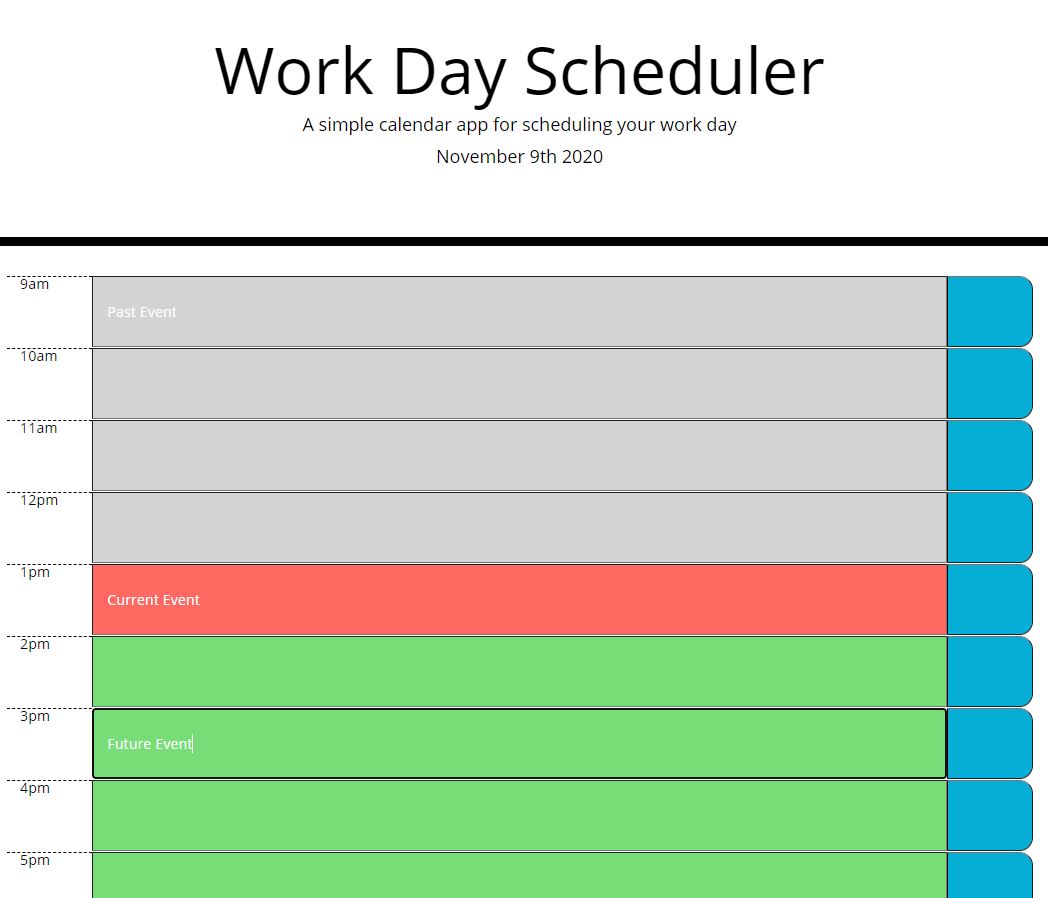 Work Day Scheduler
A simple calendar app for scheduling your work day
November 9th 2020
9am
Past Event
10am
11am
12pm
1pm
Current Event
2pm
3pm
Future Event
4pm
5pm